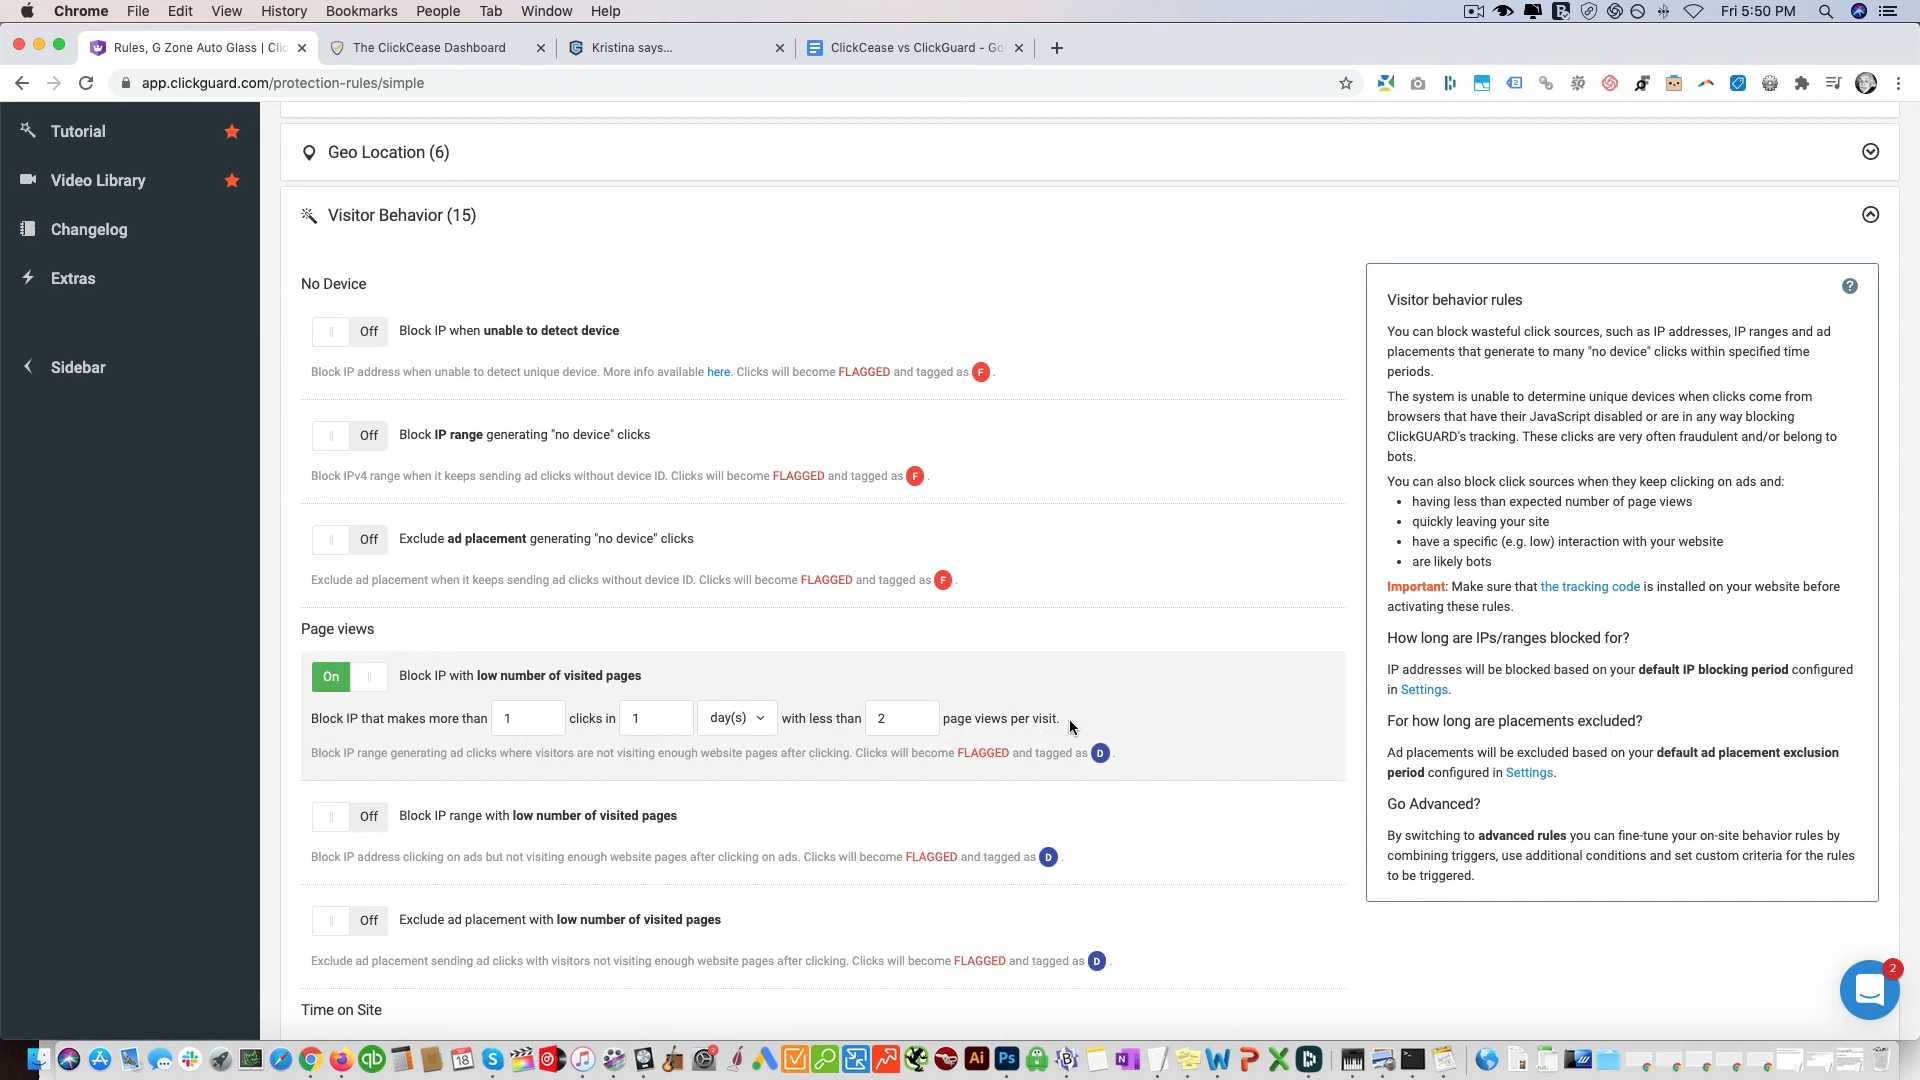 Chrome File Edit View History Bookmarks People Tab Window Help Fri 5:50 PM
Rules, G Zone Auto Glass | Clic The ClickCease Dashboard Kristina says... ClickCease vs ClickGuard - Go
app.clickguard.com/protection-rules/simple
Tutorial
Video Library
Changelog
Extras
Sidebar
Geo Location (6)
Visitor Behavior (15)
No Device
Off Block IP when unable to detect device
Block IP address when unable to detect unique device. More info available here. Clicks will become FLAGGED and tagged as F .
Off Block IP range generating "no device" clicks
Block IPv4 range when it keeps sending ad clicks without device ID. Clicks will become FLAGGED and tagged as F .
Off Exclude ad placement generating "no device" clicks
Exclude ad placement when it keeps sending ad clicks without device ID. Clicks will become FLAGGED and tagged as F .
Page views
On Block IP with low number of visited pages
Block IP that makes more than 1 clicks in 1 day(s) with less than 2 page views per visit.
Block IP range generating ad clicks where visitors are not visiting enough website pages after clicking. Clicks will become FLAGGED and tagged as D .
Off Block IP range with low number of visited pages
Block IP address clicking on ads but not visiting enough website pages after clicking on ads. Clicks will become FLAGGED and tagged as D .
Off Exclude ad placement with low number of visited pages
Exclude ad placement sending ad clicks with visitors not visiting enough website pages after clicking. Clicks will become FLAGGED and tagged as D .
Time on Site
Visitor behavior rules
You can block wasteful click sources, such as IP addresses, IP ranges and ad
placements that generate to many "no device" clicks within specified time
periods.
The system is unable to determine unique devices when clicks come from
browsers that have their JavaScript disabled or are in any way blocking
ClickGUARD's tracking. These clicks are very often fraudulent and/or belong to
bots.
You can also block click sources when they keep clicking on ads and:
• having less than expected number of page views
• quickly leaving your site
• have a specific (e.g. low) interaction with your website
• are likely bots
Important: Make sure that the tracking code is installed on your website before
activating these rules.
How long are IPs/ranges blocked for?
IP addresses will be blocked based on your default IP blocking period configured
in Settings.
For how long are placements excluded?
Ad placements will be excluded based on your default ad placement exclusion
period configured in Settings.
Go Advanced?
By switching to advanced rules you can fine-tune your on-site behavior rules by
combining triggers, use additional conditions and set custom criteria for the rules
to be triggered.
2